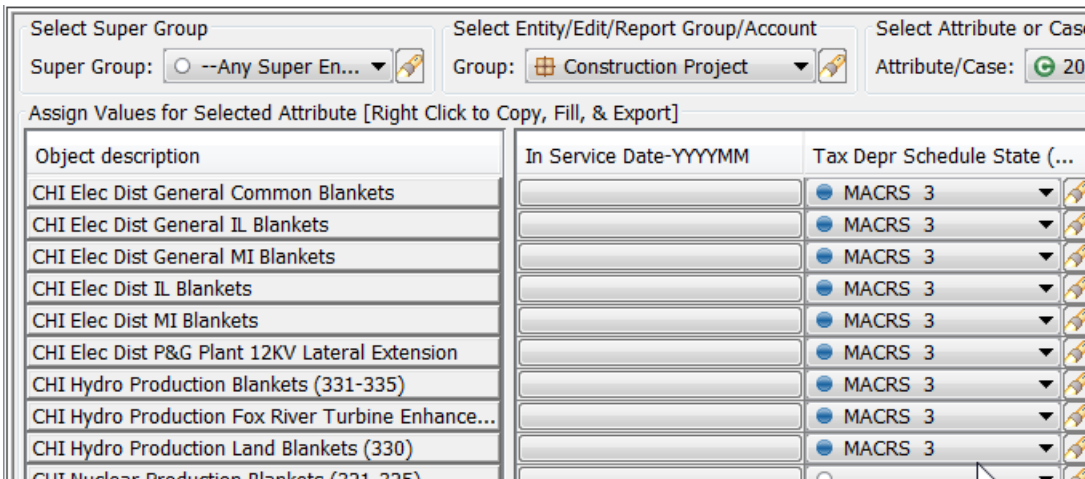 Select Super Group Select Entity/Edit/Report Group/Account Select Attribute or Cas
Super Group: --Any Super En... Group: Construction Project Attribute/Case: C 20
Assign Values for Selected Attribute [Right Click to Copy, Fill, & Export]
Object description In Service Date-YYYYMM Tax Depr Schedule State (...
CHI Elec Dist General Common Blankets MACRS 3
CHI Elec Dist General IL Blankets MACRS 3
CHI Elec Dist General MI Blankets MACRS 3
CHI Elec Dist IL Blankets MACRS 3
CHI Elec Dist MI Blankets MACRS 3
CHI Elec Dist P&G Plant 12KV Lateral Extension MACRS 3
CHI Hydro Production Blankets (331-335) MACRS 3
CHI Hydro Production Fox River Turbine Enhance... MACRS 3
CHI Hydro Production Land Blankets (330) MACRS 3
CHI Nuclear Production Blankets (321-325)